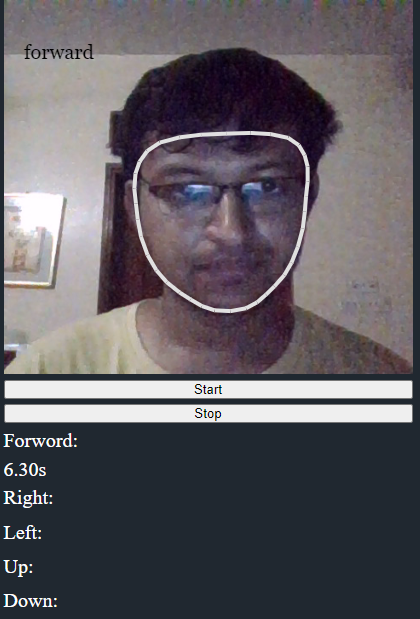 forward
Start
Stop
Forword:
6.30s
Right:
Left:
Up:
Down: